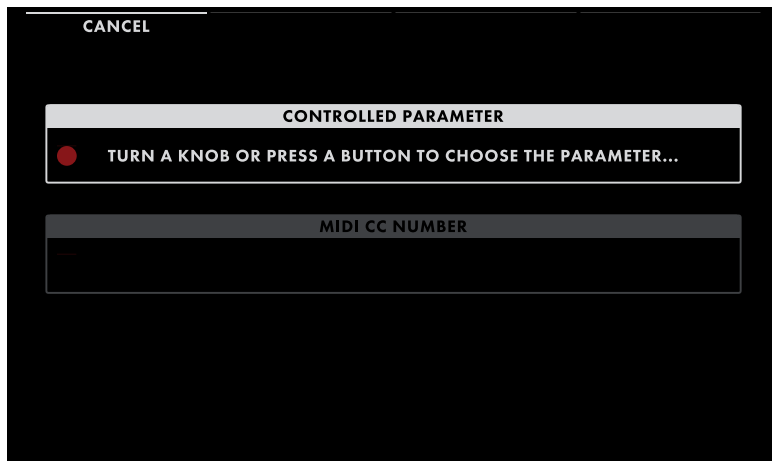 CANCEL
CONTROLLED PARAMETER
TURN A KNOB OR PRESS A BUTTON TO CHOOSE THE PARAMETER...
MIDI CC NUMBER